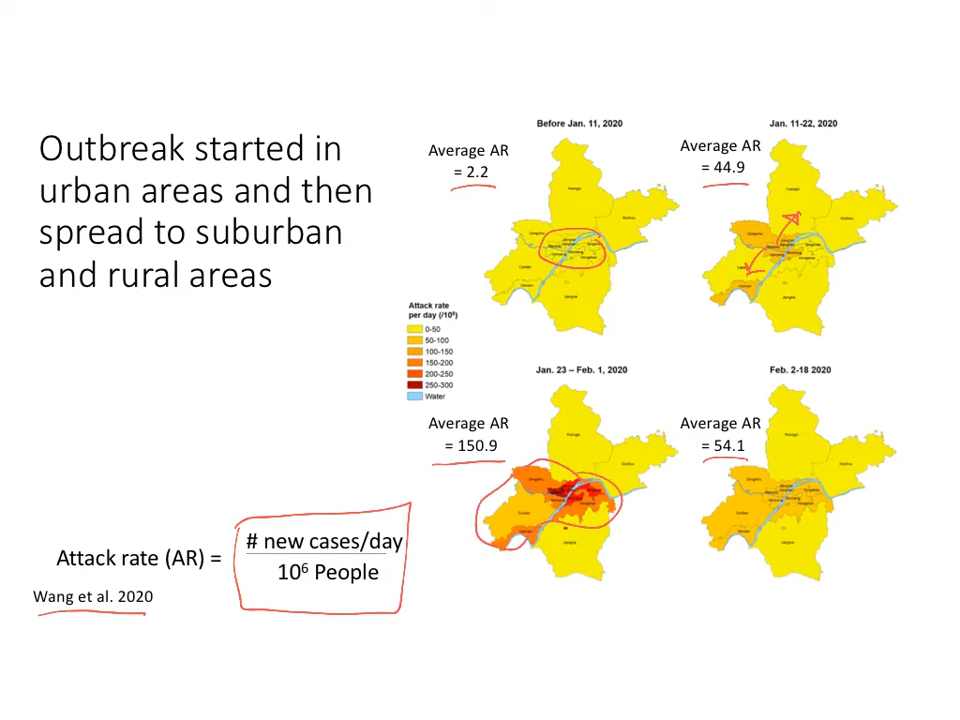 Outbreak started in
urban areas and then
spread to suburban
and rural areas
Before Jan. 11, 2020
Average AR
= 2.2
Jan. 11-22, 2020
Average AR
= 44.9
Attack rate
per day (/10⁶)
0-50
50-100
100-150
150-200
200-250
250-300
Water
Jan. 23 – Feb. 1, 2020
Average AR
= 150.9
Feb. 2-18 2020
Average AR
= 54.1
Attack rate (AR) =
# new cases/day
10⁶ People
Wang et al. 2020